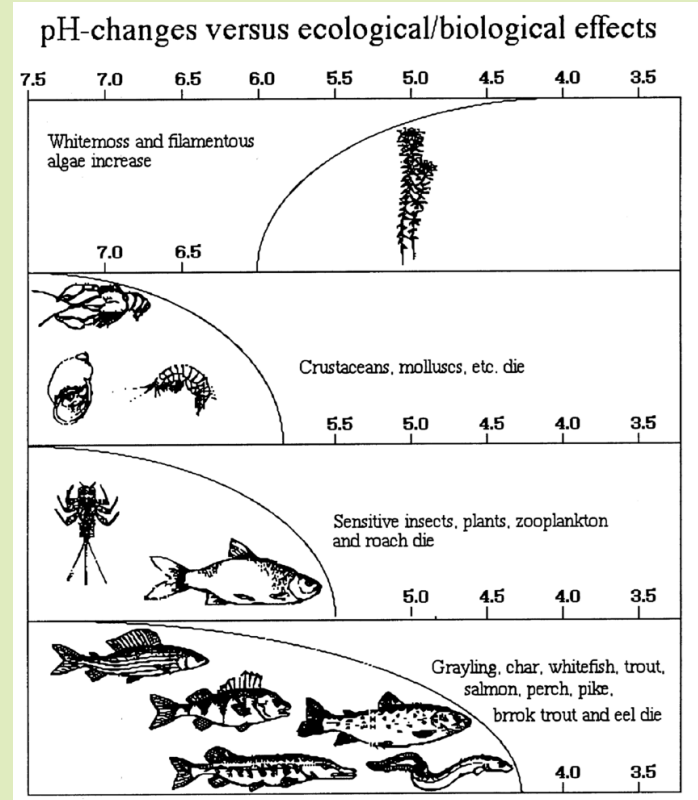 pH-changes versus ecological/biological effects
7.5 7.0 6.5 6.0 5.5 5.0 4.5 4.0 3.5
Whitemoss and filamentous
algae increase
7.0 6.5
Crustaceans, molluscs, etc. die
5.5 5.0 4.5 4.0 3.5
Sensitive insects, plants, zooplankton
and roach die
5.0 4.5 4.0 3.5
Grayling, char, whitefish, trout,
salmon, perch, pike,
brrok trout and eel die
4.0 3.5